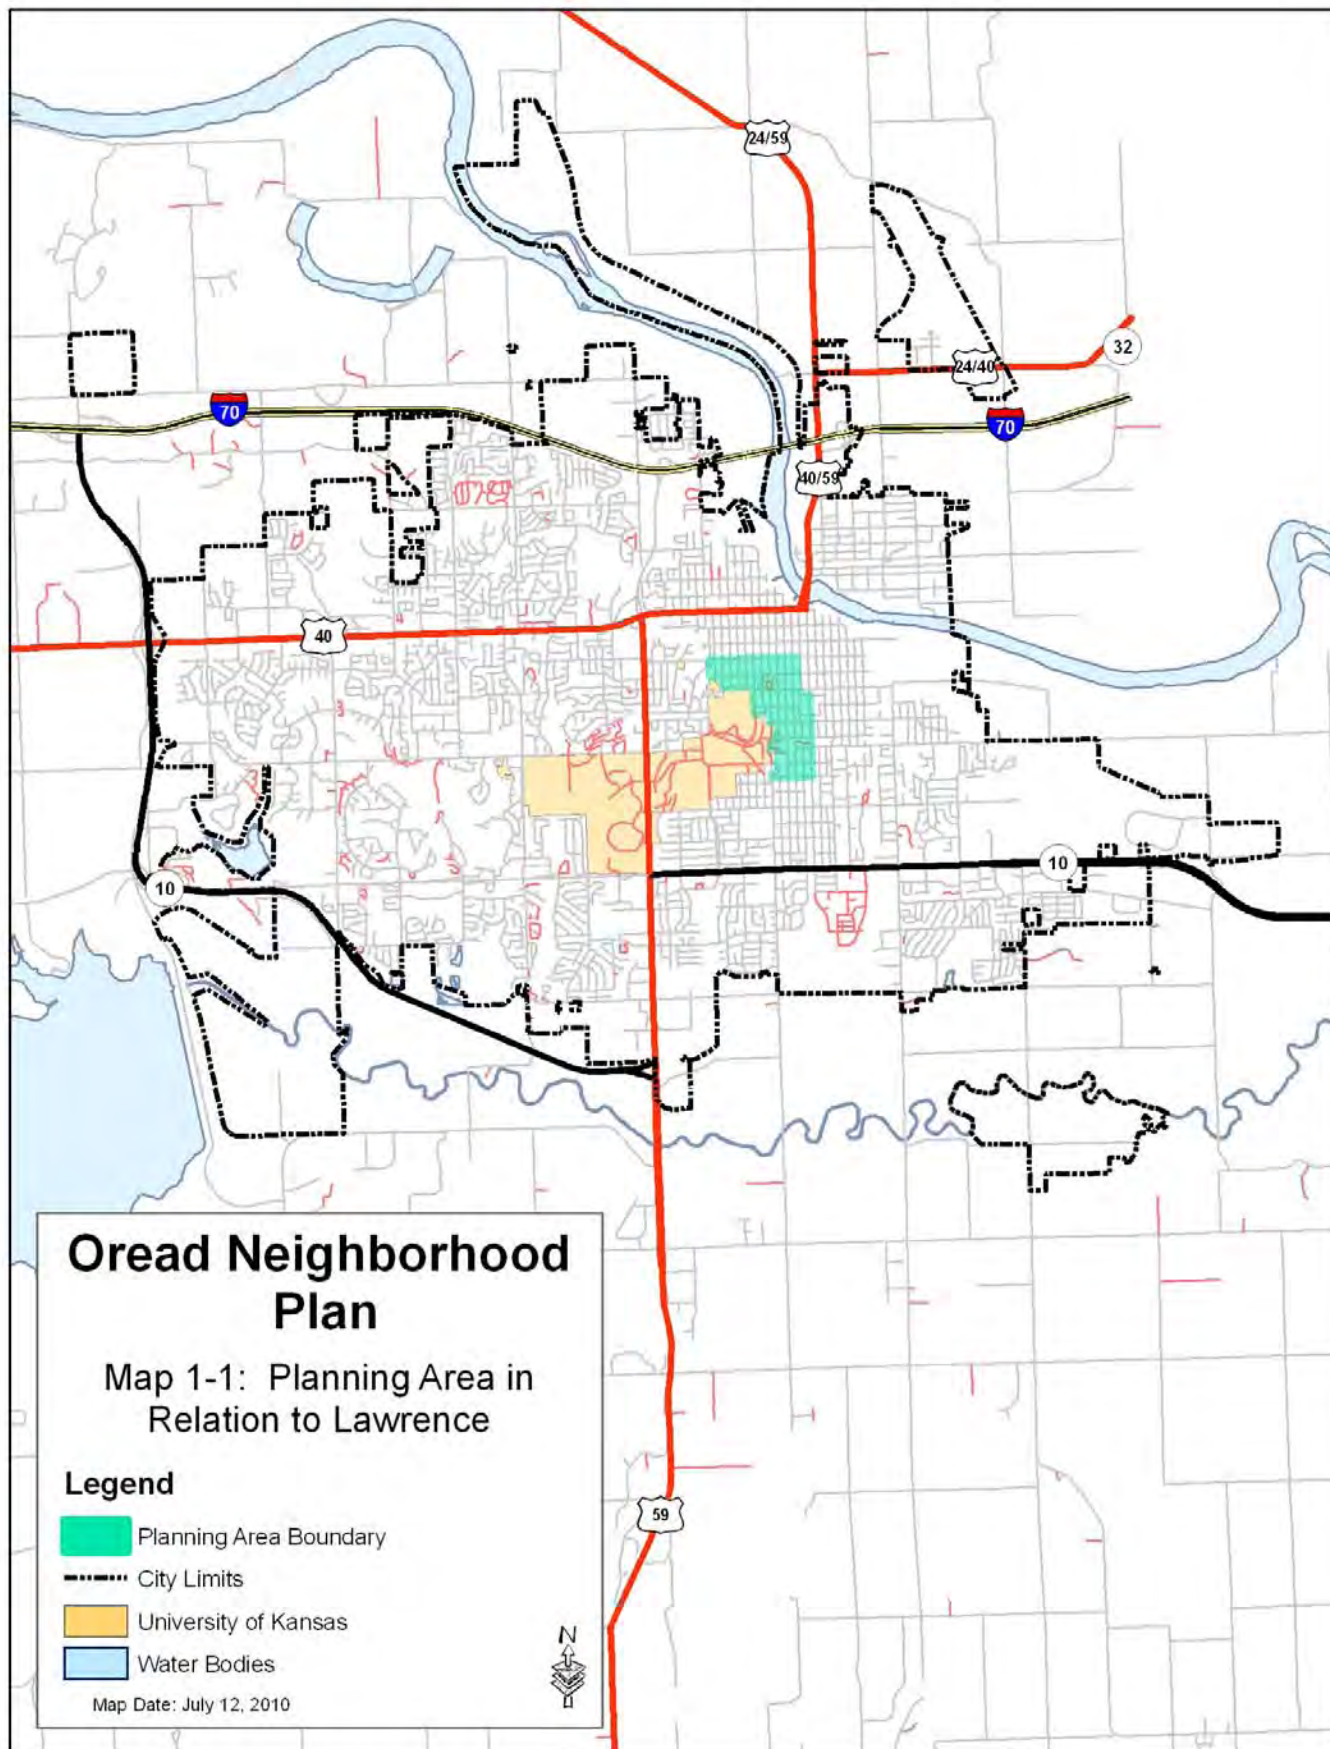 24/59
32
24/40
70
70
40/59
40
10
10
Oread Neighborhood
Plan
Map 1-1:  Planning Area in
Relation to Lawrence
Legend
59
Planning Area Boundary
City Limits
University of Kansas
N
Water Bodies
Map Date: July 12, 2010